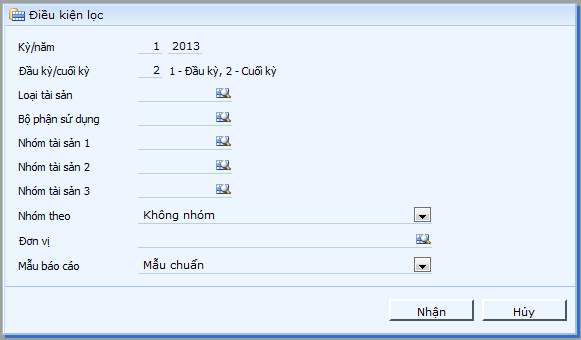 Điều kiện lọc
Kỳ/năm 1 2013
Đầu kỳ/cuối kỳ 2 1 - Đầu kỳ, 2 - Cuối kỳ
Loại tài sản
Bộ phận sử dụng
Nhóm tài sản 1
Nhóm tài sản 2
Nhóm tài sản 3
Nhóm theo Không nhóm
Đơn vị
Mẫu báo cáo Mẫu chuẩn
Nhận Hủy